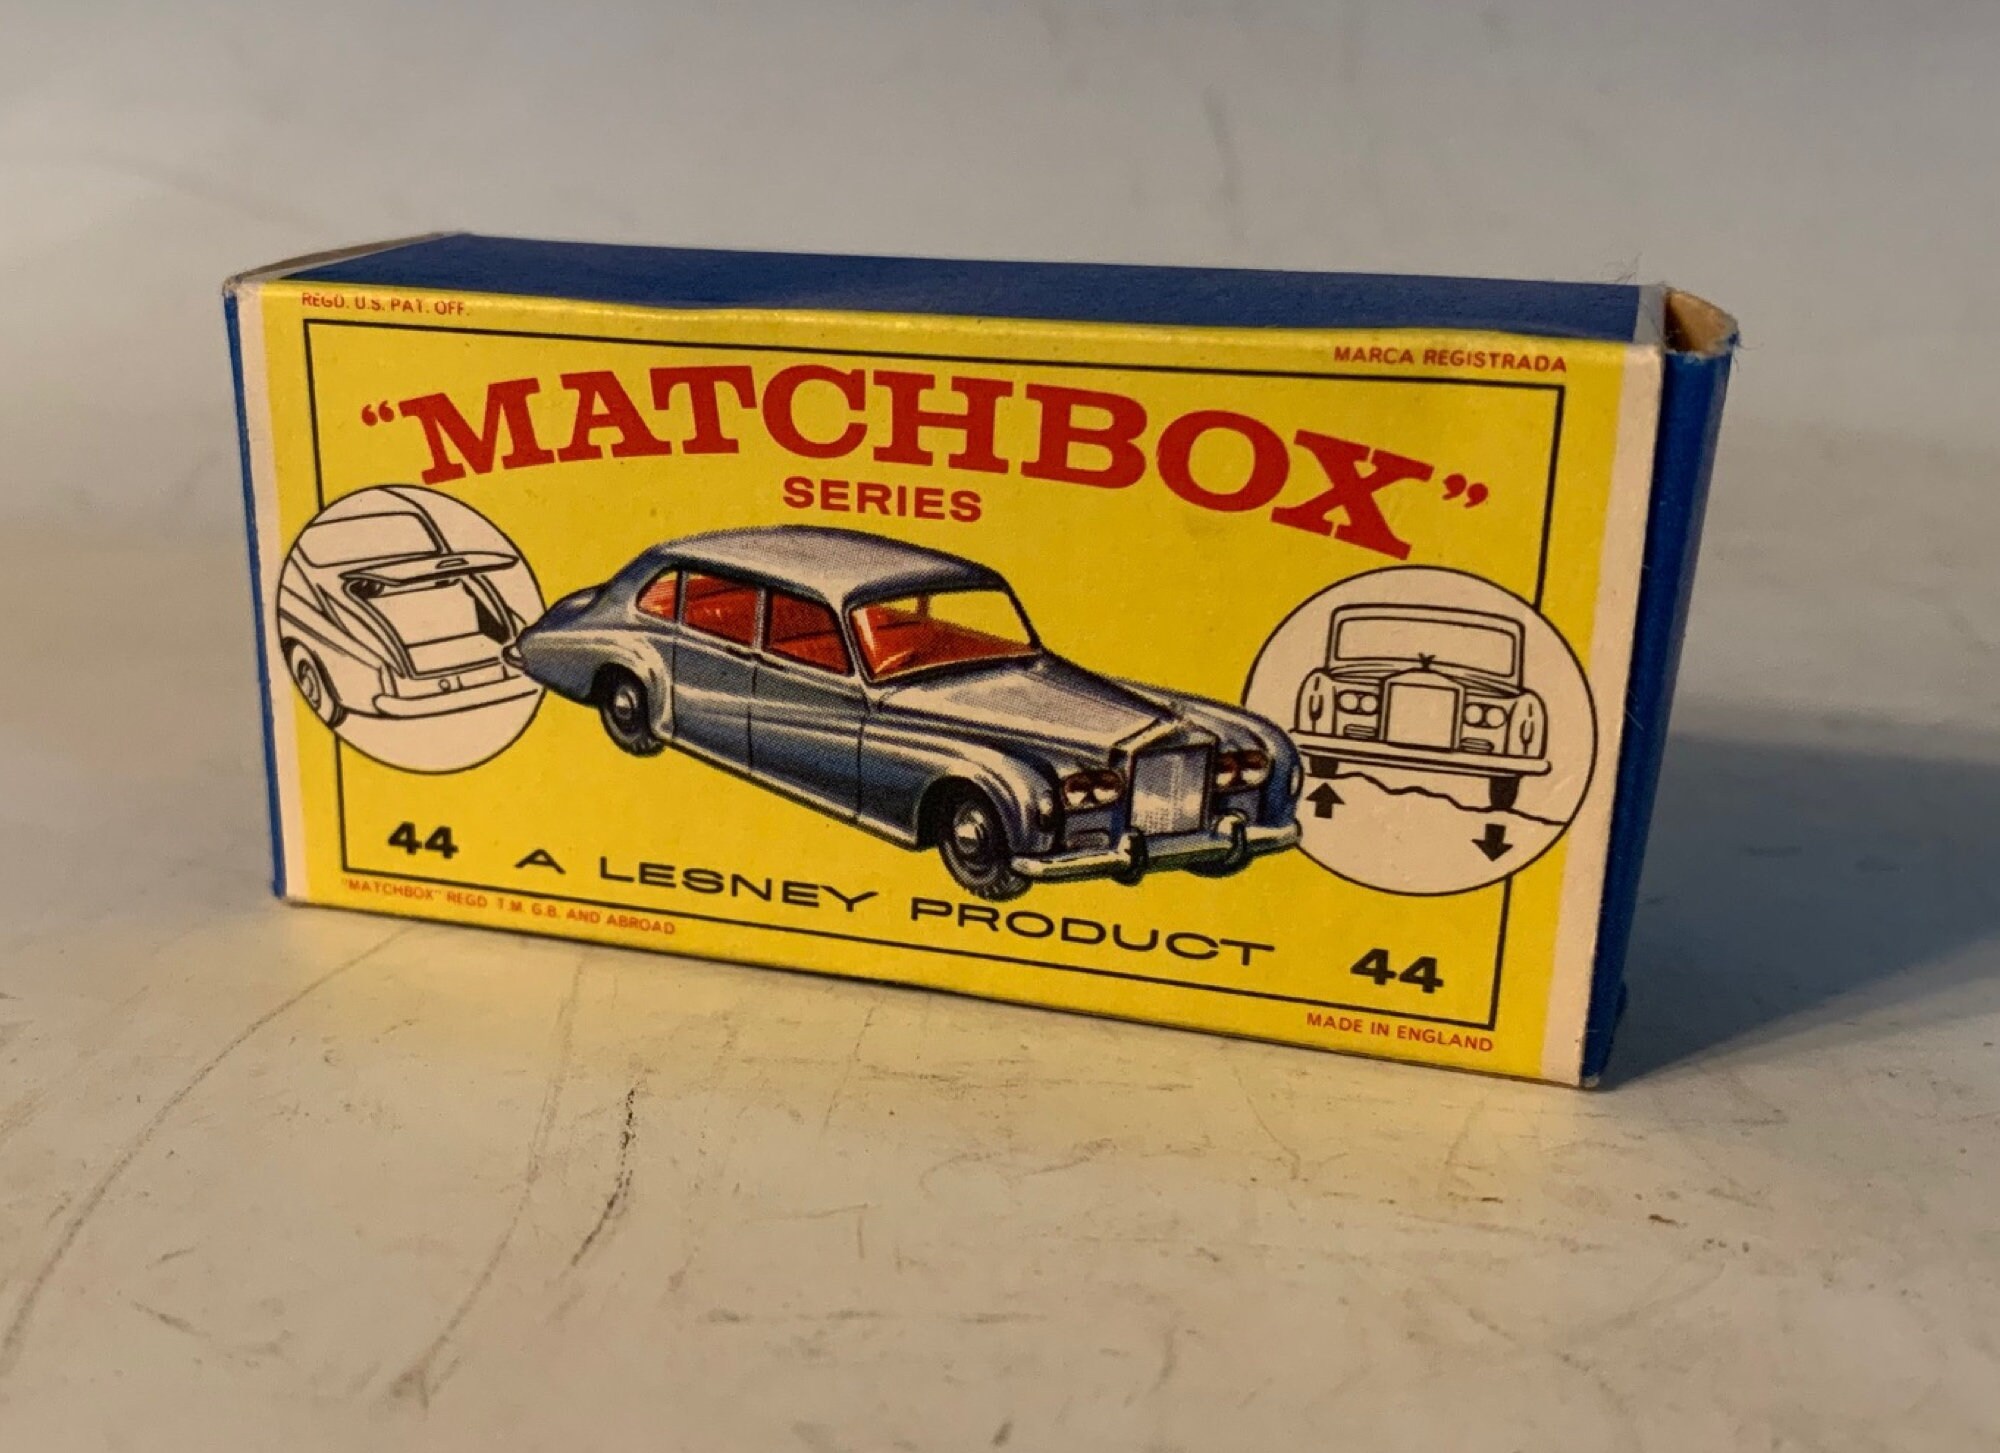 REGD. U.S. PAT. OFF.
MARCA REGISTRADA
“MATCHBOX”
SERIES
44 A LESNEY PRODUCT 44
"MATCHBOX" REGD T.M. G.B. AND ABROAD
MADE IN ENGLAND